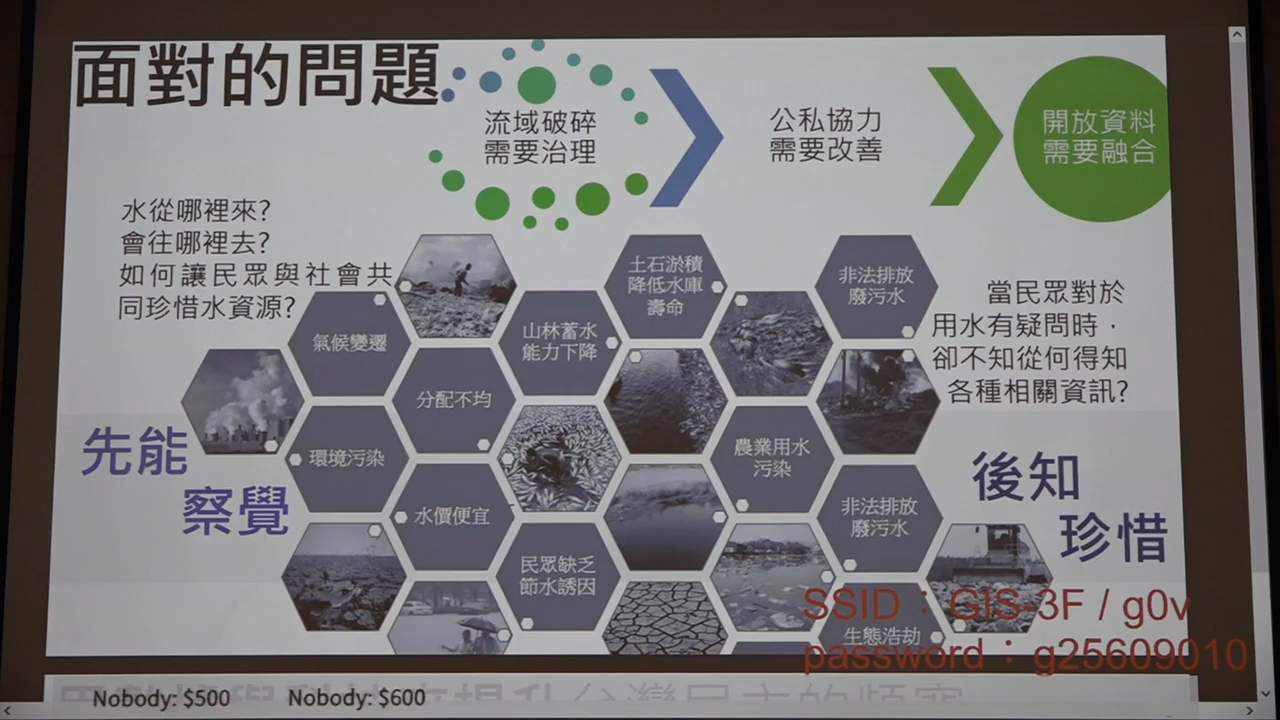 面對的問題
流域破碎
需要治理
公私協力
需要改善
開放資料
需要融合
水從哪裡來?
會往哪裡去?
如何讓民眾與社會共
同珍惜水資源?
土石淤積
降低水庫
壽命
非法排放
廢污水
氣候變遷
山林蓄水
能力下降
當民眾對於
用水有疑問時，
卻不知從何得知
各種相關資訊?
分配不均
先能
察覺
環境污染
農業用水
污染
後知
珍惜
水價便宜
非法排放
廢污水
民眾缺乏
節水誘因
生態浩劫
SSID：GIS-3F / g0v
password：g25609010
Nobody: $500 Nobody: $600